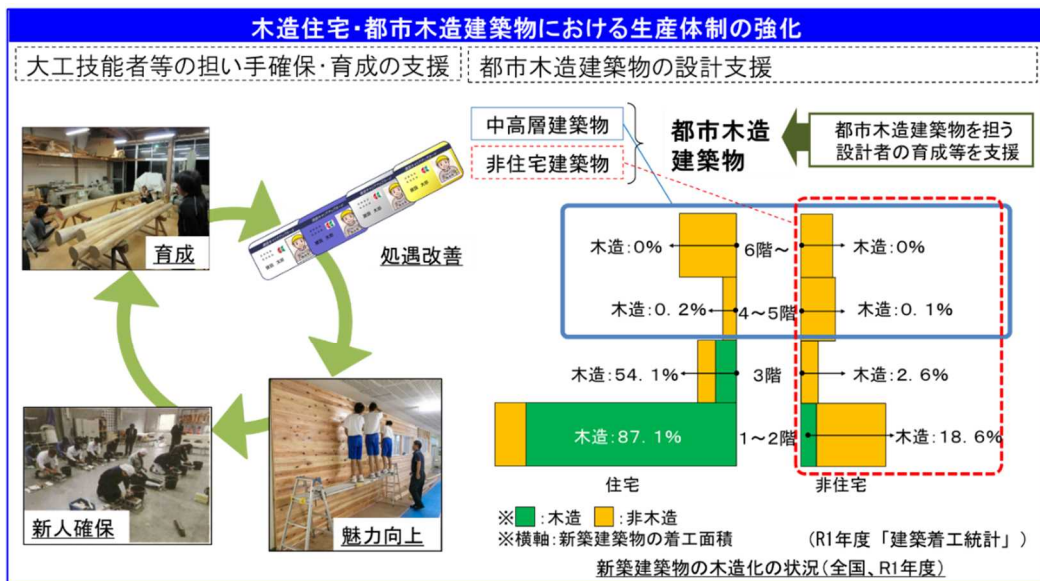 木造住宅・都市木造建築物における生産体制の強化
大工技能者等の担い手確保・育成の支援
都市木造建築物の設計支援
育成
処遇改善
新人確保
魅力向上
中高層建築物
非住宅建築物
都市木造
建築物
都市木造建築物を担う
設計者の育成等を支援
木造:0%
6階～
木造:0%
木造:0.2%
4～5階
木造:0.1%
木造:54.1%
3階
木造:2.6%
木造:87.1%
1～2階
木造:18.6%
住宅
非住宅
※ :木造 :非木造
※横軸:新築建築物の着工面積
(R1年度「建築着工統計」)
新築建築物の木造化の状況(全国、R1年度)